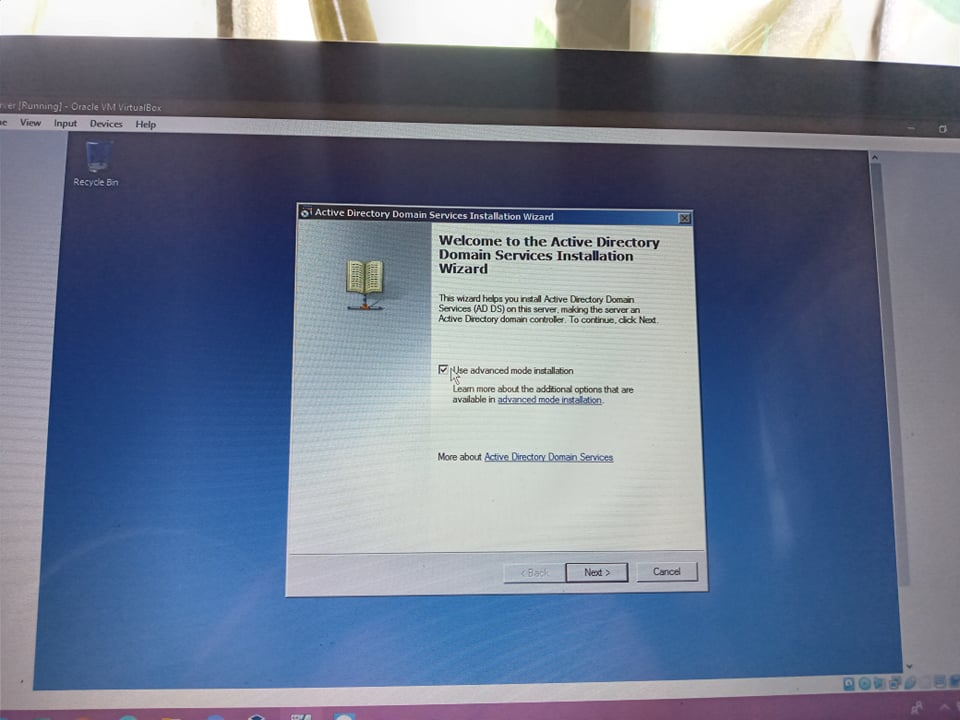 ver [Running] - Oracle VM VirtualBox
View Input Devices Help
Recycle Bin
Active Directory Domain Services Installation Wizard
Welcome to the Active Directory
Domain Services Installation
Wizard
This wizard helps you install Active Directory Domain
Services (AD DS) on this server, making the server an
Active Directory domain controller. To continue, click Next.
Use advanced mode installation
Learn more about the additional options that are
available in advanced mode installation.
More about Active Directory Domain Services
< Back
Next >
Cancel